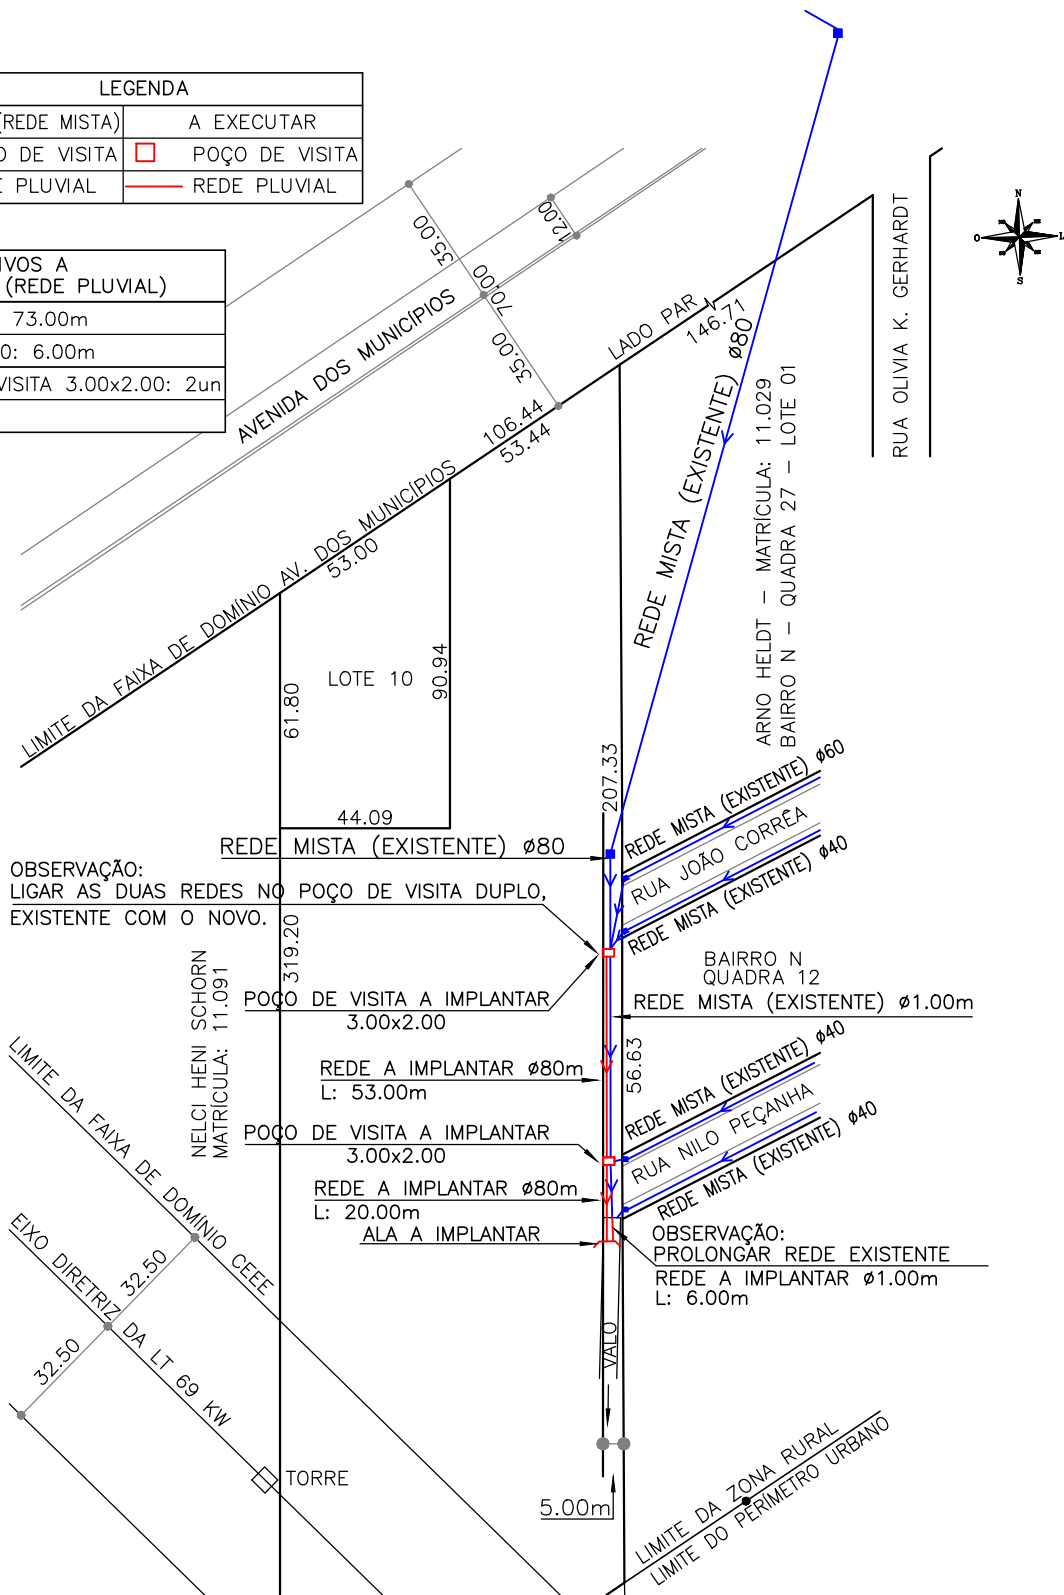 LEGENDA
(REDE MISTA)
A EXECUTAR
DE VISITA
POÇO DE VISITA
PLUVIAL
REDE PLUVIAL
A
(REDE PLUVIAL)
73.00m
6.00m
VISITA 3.00x2.00: 2un
35.00
12.00
70.00
35.00
AVENIDA DOS MUNICÍPIOS
LADO PAR
146.71
106.44
53.44
LIMITE DA FAIXA DE DOMÍNIO AV. DOS MUNICÍPIOS
53.00
RUA OLIVIA K. GERHARDT
N
O
L
S
REDE MISTA (EXISTENTE) ø80
ARNO HELDT - MATRÍCULA: 11.029
BAIRRO N - QUADRA 27 - LOTE 01
LOTE 10
61.80
90.94
44.09
207.33
REDE MISTA (EXISTENTE) ø80
REDE MISTA (EXISTENTE) ø60
RUA JOÃO CORRÊA
REDE MISTA (EXISTENTE) ø40
OBSERVAÇÃO:
LIGAR AS DUAS REDES NO POÇO DE VISITA DUPLO,
EXISTENTE COM O NOVO.
319.20
NELCI HENI SCHORN
MATRÍCULA: 11.091
BAIRRO N
QUADRA 12
POÇO DE VISITA A IMPLANTAR
3.00x2.00
REDE MISTA (EXISTENTE) ø1.00m
56.63
REDE A IMPLANTAR ø80m
L: 53.00m
REDE MISTA (EXISTENTE) ø40
RUA NILO PEÇANHA
REDE MISTA (EXISTENTE) ø40
POÇO DE VISITA A IMPLANTAR
3.00x2.00
REDE A IMPLANTAR ø80m
L: 20.00m
ALA A IMPLANTAR
OBSERVAÇÃO:
PROLONGAR REDE EXISTENTE
REDE A IMPLANTAR ø1.00m
L: 6.00m
LIMITE DA FAIXA DE DOMÍNIO CEEE
EIXO DIRETRIZ DA LT 69 KW
32.50
32.50
TORRE
VALO
5.00m
LIMITE DA ZONA RURAL
LIMITE DO PERÍMETRO URBANO